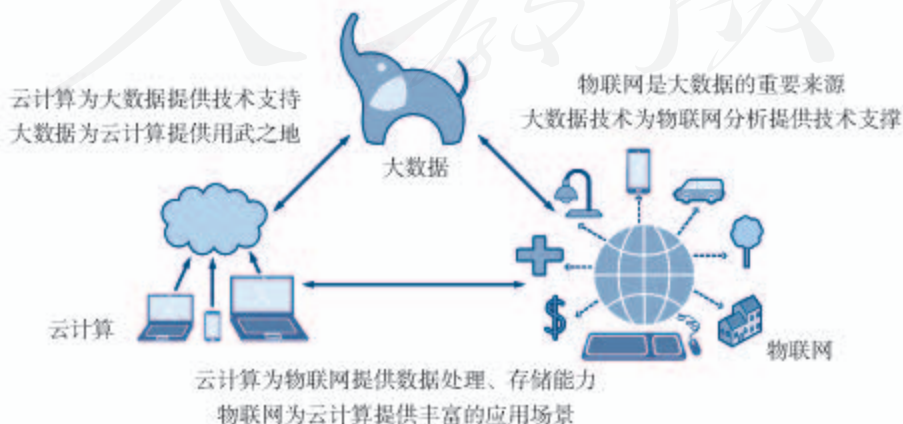 云计算为大数据提供技术支持
大数据为云计算提供用武之地
物联网是大数据的重要来源
大数据技术为物联网分析提供技术支撑
大数据
云计算
物联网
云计算为物联网提供数据处理、存储能力
物联网为云计算提供丰富的应用场景